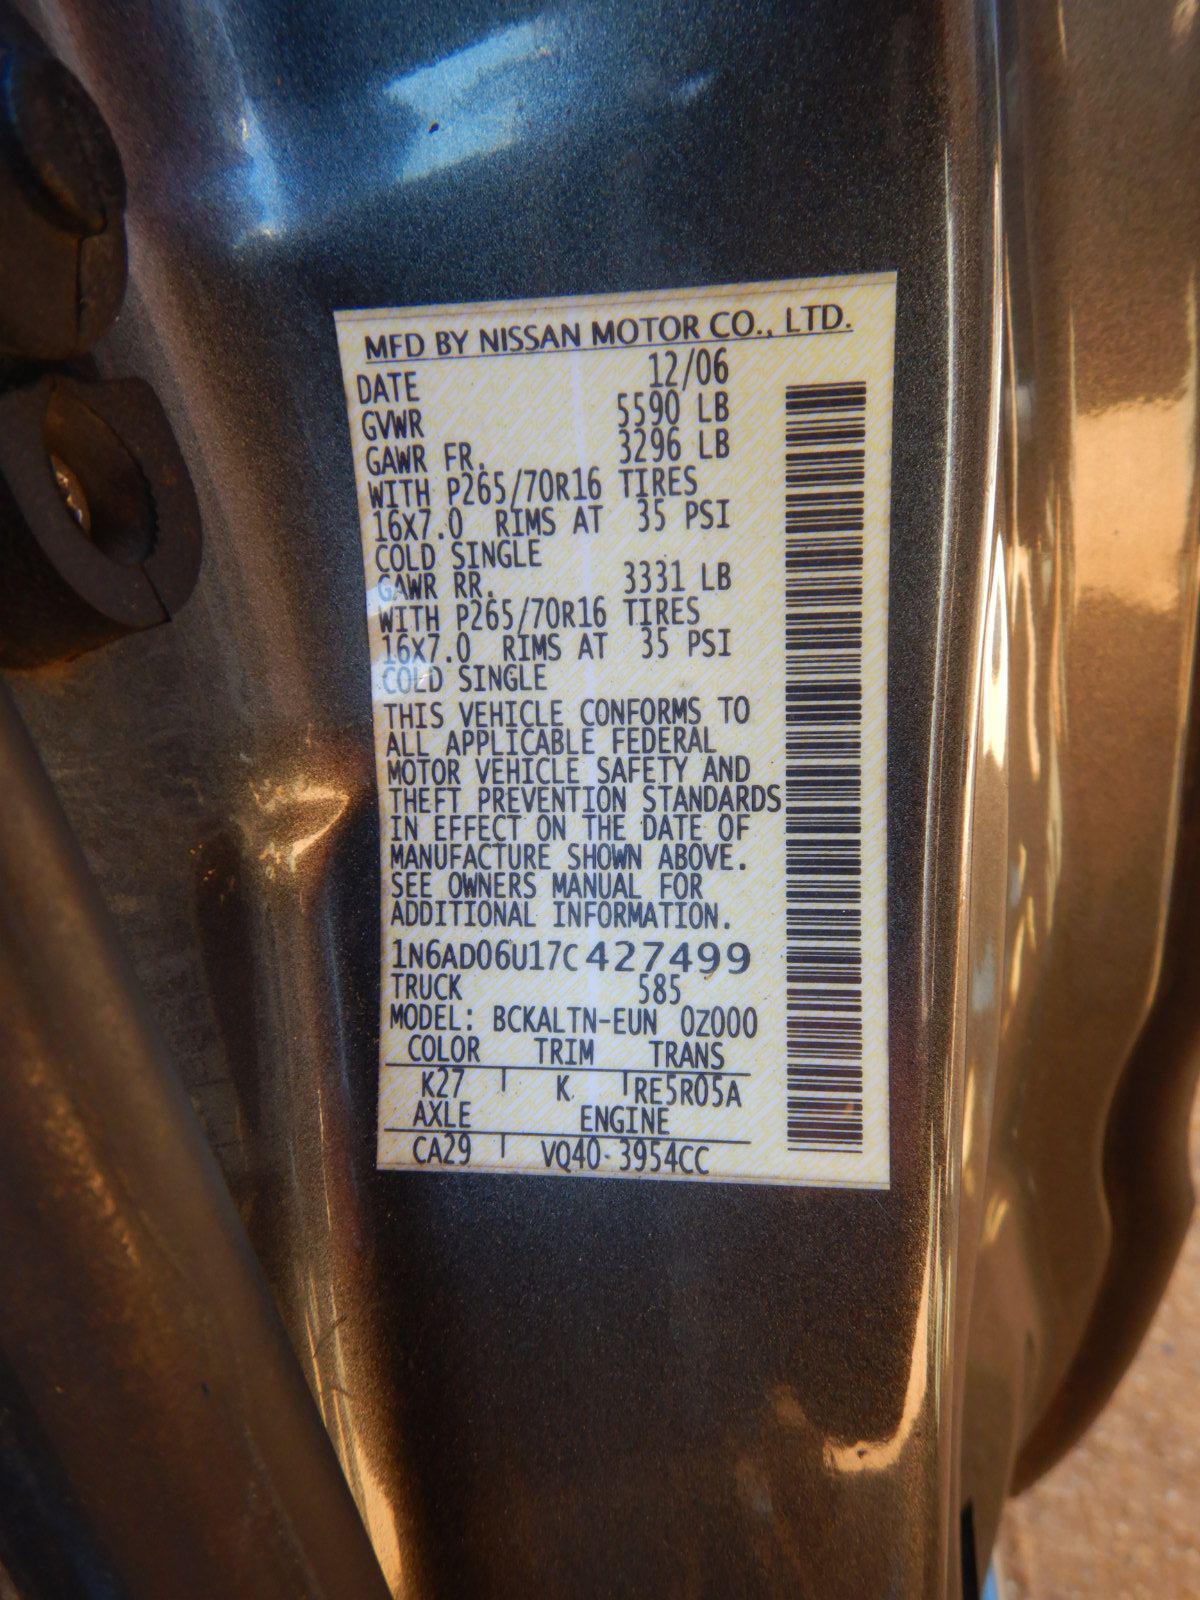 MFD BY NISSAN MOTOR CO., LTD.
DATE 12/06
GVWR 5590 LB
GAWR FR. 3296 LB
WITH P265/70R16 TIRES
16X7.0 RIMS AT 35 PSI
COLD SINGLE
GAWR RR. 3331 LB
WITH P265/70R16 TIRES
16X7.0 RIMS AT 35 PSI
COLD SINGLE
THIS VEHICLE CONFORMS TO
ALL APPLICABLE FEDERAL
MOTOR VEHICLE SAFETY AND
THEFT PREVENTION STANDARDS
IN EFFECT ON THE DATE OF
MANUFACTURE SHOWN ABOVE.
SEE OWNERS MANUAL FOR
ADDITIONAL INFORMATION.
1N6AD06U17C427499
TRUCK 585
MODEL: BCKALTN-EUN 0Z000
COLOR TRIM TRANS
K27 K RE5R05A
AXLE ENGINE
CA29 VQ40-3954CC